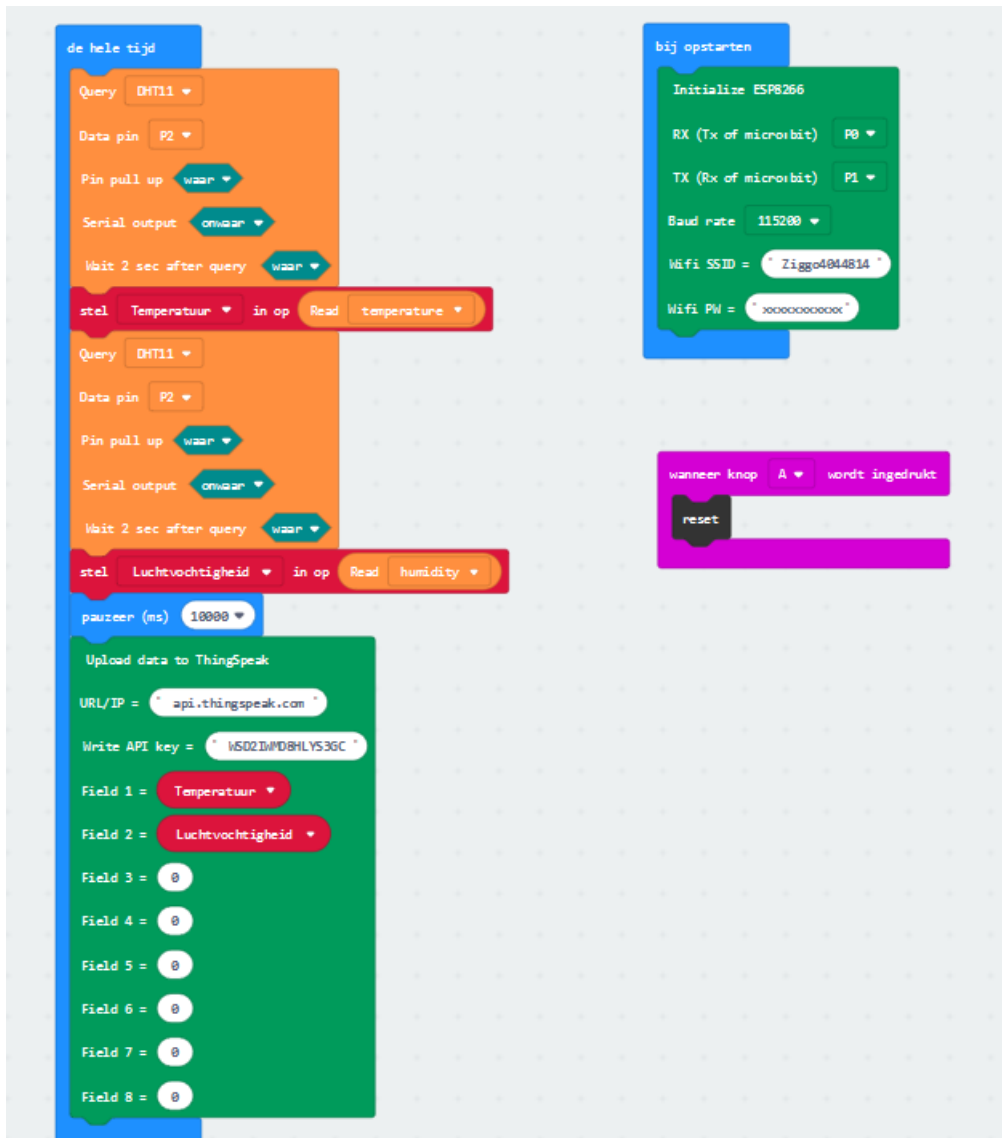 de hele tijd
Query DHT11
Data pin P2
Pin pull up waar
Serial output onwaar
Wait 2 sec after query waar
stel Temperatuur in op Read temperature
Query DHT11
Data pin P2
Pin pull up waar
Serial output onwaar
Wait 2 sec after query waar
stel Luchtvochtigheid in op Read humidity
pauzeer (ms) 10000
Upload data to ThingSpeak
URL/IP = " api.thingspeak.com "
Write API key = " WSD2IWMD8HLYS3GC "
Field 1 = Temperatuur
Field 2 = Luchtvochtigheid
Field 3 = 0
Field 4 = 0
Field 5 = 0
Field 6 = 0
Field 7 = 0
Field 8 = 0
bij opstarten
Initialize ESP8266
RX (Tx of micro:bit) P0
TX (Rx of micro:bit) P1
Baud rate 115200
Wifi SSID = " Ziggo4044814 "
Wifi PW = " xxxxxxxxxxx "
wanneer knop A wordt ingedrukt
reset